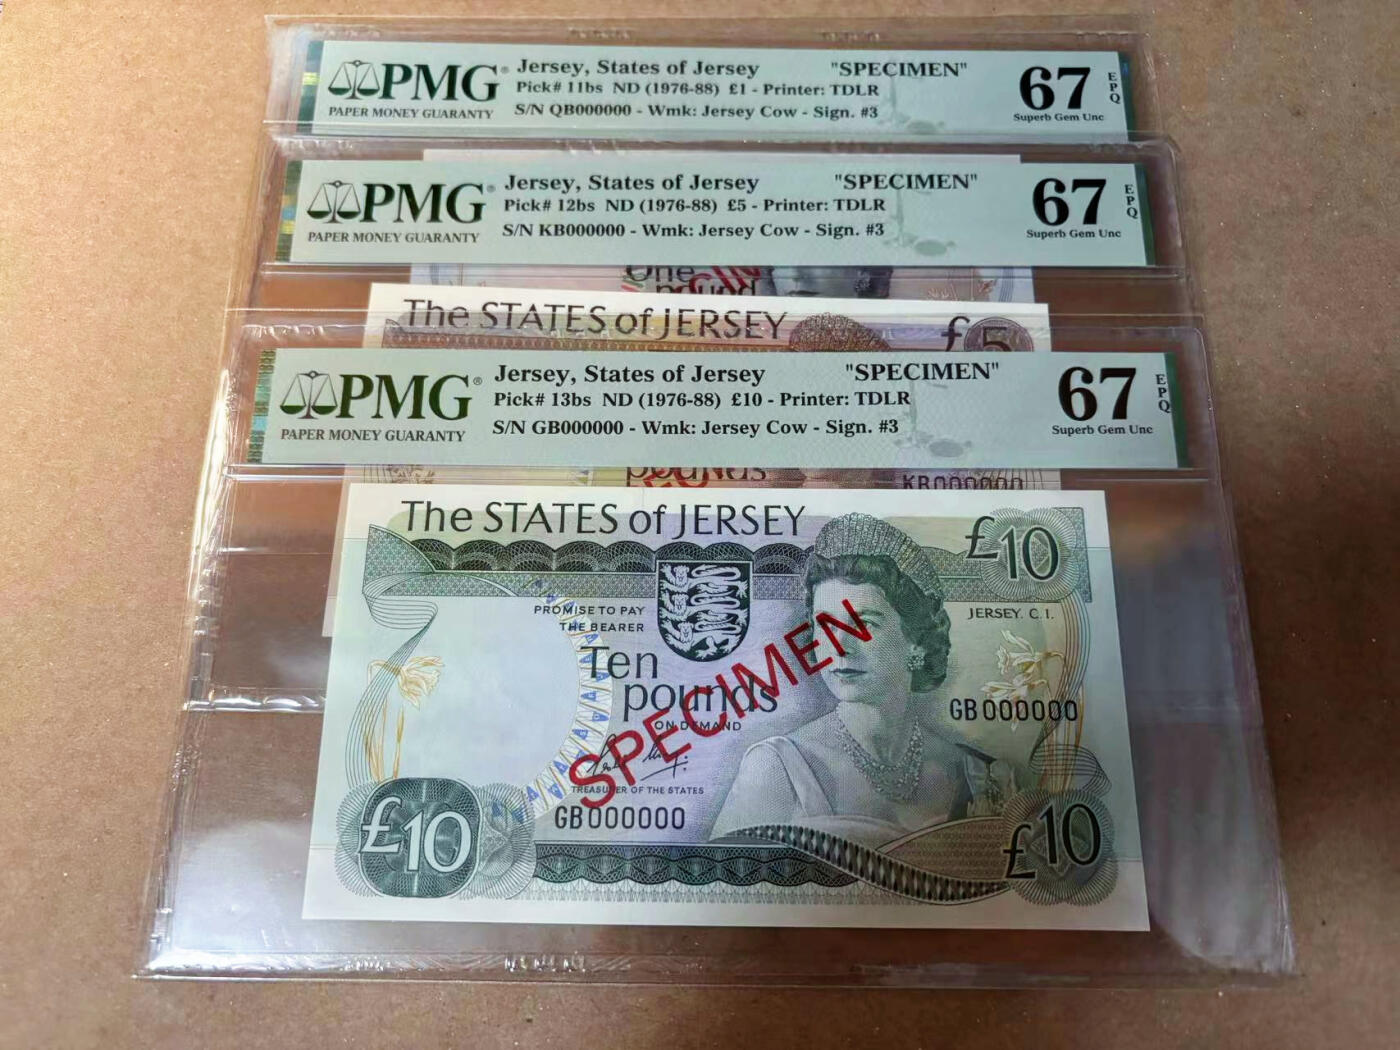 PMG
PAPER MONEY GUARANTY
Jersey, States of Jersey "SPECIMEN"
Pick# 11bs ND (1976-88) £1 - Printer: TDLR
S/N QB000000 - Wmk: Jersey Cow - Sign. #3
67
EPQ
Superb Gem Unc
PMG
PAPER MONEY GUARANTY
Jersey, States of Jersey "SPECIMEN"
Pick# 12bs ND (1976-88) £5 - Printer: TDLR
S/N KB000000 - Wmk: Jersey Cow - Sign. #3
67
EPQ
Superb Gem Unc
One
pound
The STATES of JERSEY £5
PMG
PAPER MONEY GUARANTY
Jersey, States of Jersey "SPECIMEN"
Pick# 13bs ND (1976-88) £10 - Printer: TDLR
S/N GB000000 - Wmk: Jersey Cow - Sign. #3
67
EPQ
Superb Gem Unc
pounds
KB000000
The STATES of JERSEY
£10
PROMISE TO PAY
THE BEARER
JERSEY. C.I.
Ten
pounds
ON DEMAND
SPECIMEN
GB000000
TREASURER OF THE STATES
GB000000
£10
£10